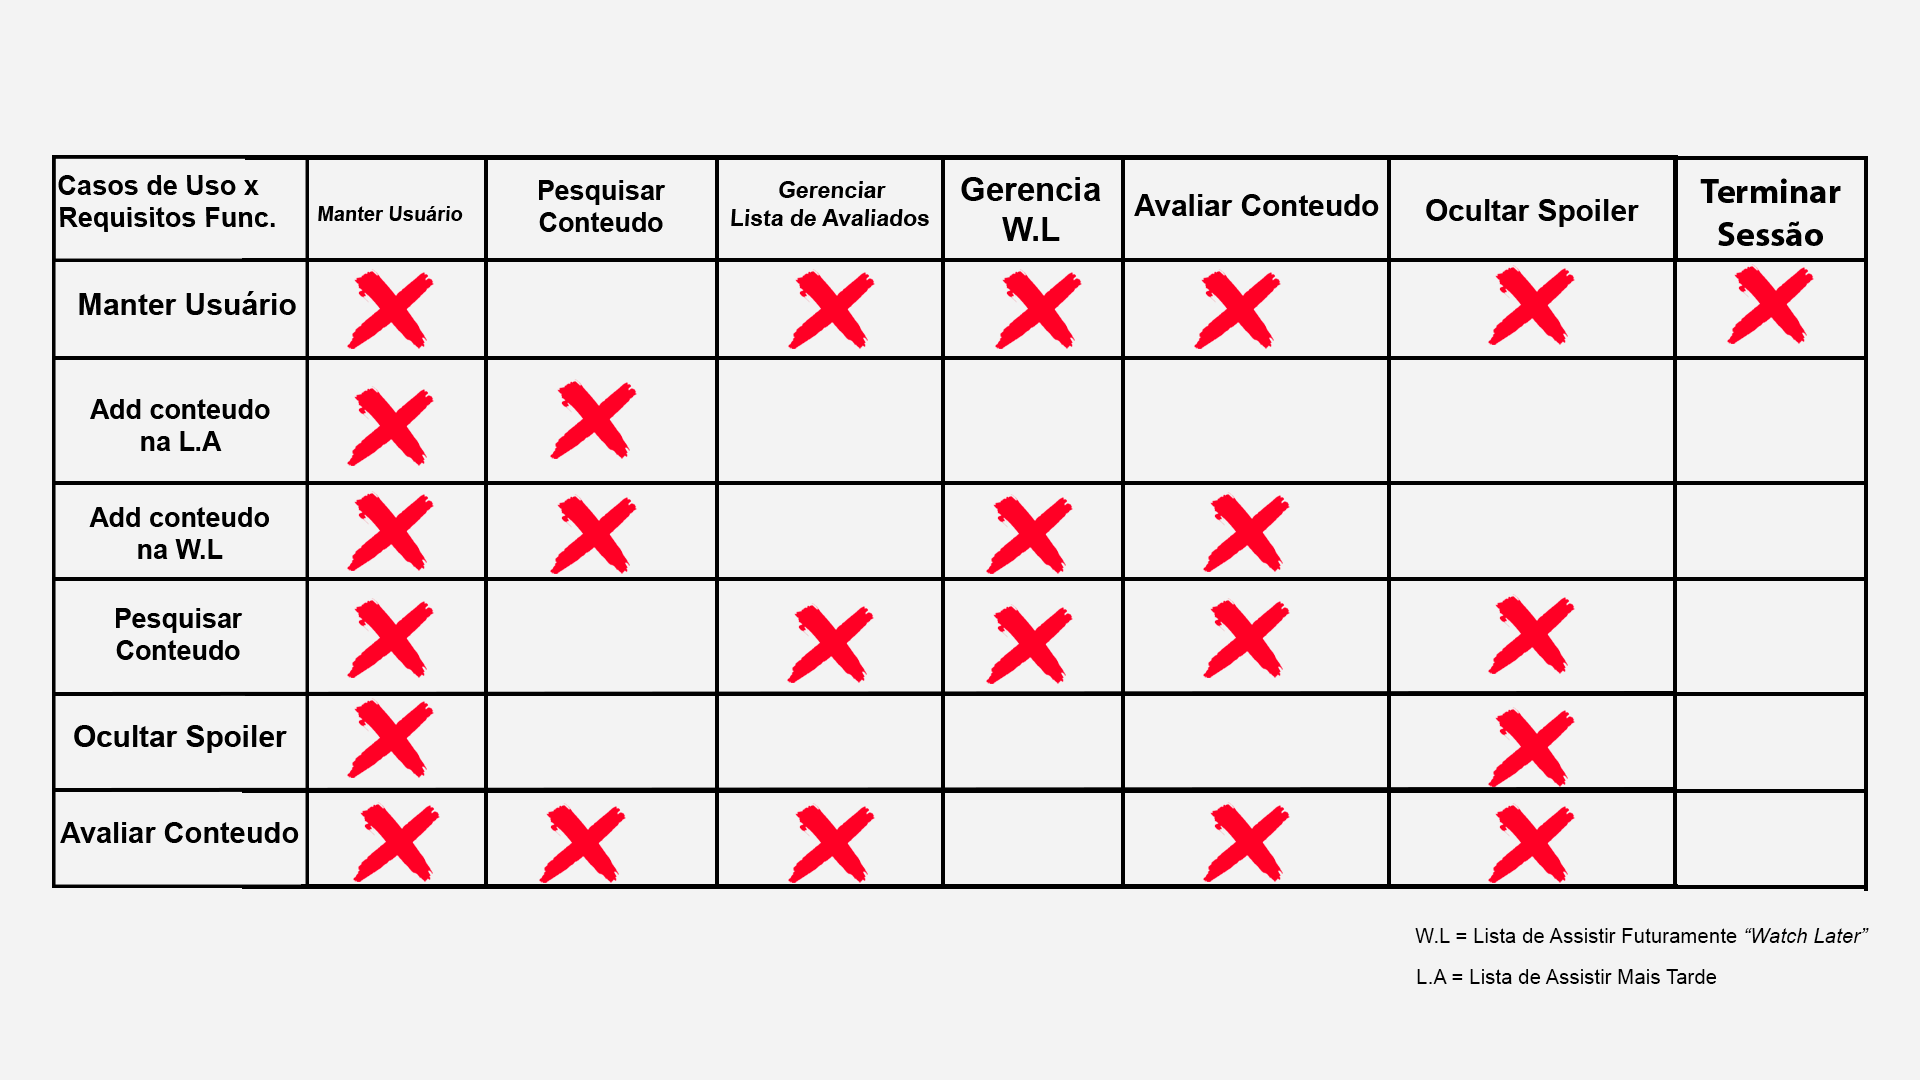 Casos de Uso x
Requisitos Func.
Manter Usuário
Pesquisar
Conteudo
Gerenciar
Lista de Avaliados
Gerencia
W.L
Avaliar Conteudo
Ocultar Spoiler
Terminar
Sessão
Manter Usuário
Add conteudo
na L.A
Add conteudo
na W.L
Pesquisar
Conteudo
Ocultar Spoiler
Avaliar Conteudo
W.L = Lista de Assistir Futuramente “Watch Later”
L.A = Lista de Assistir Mais Tarde